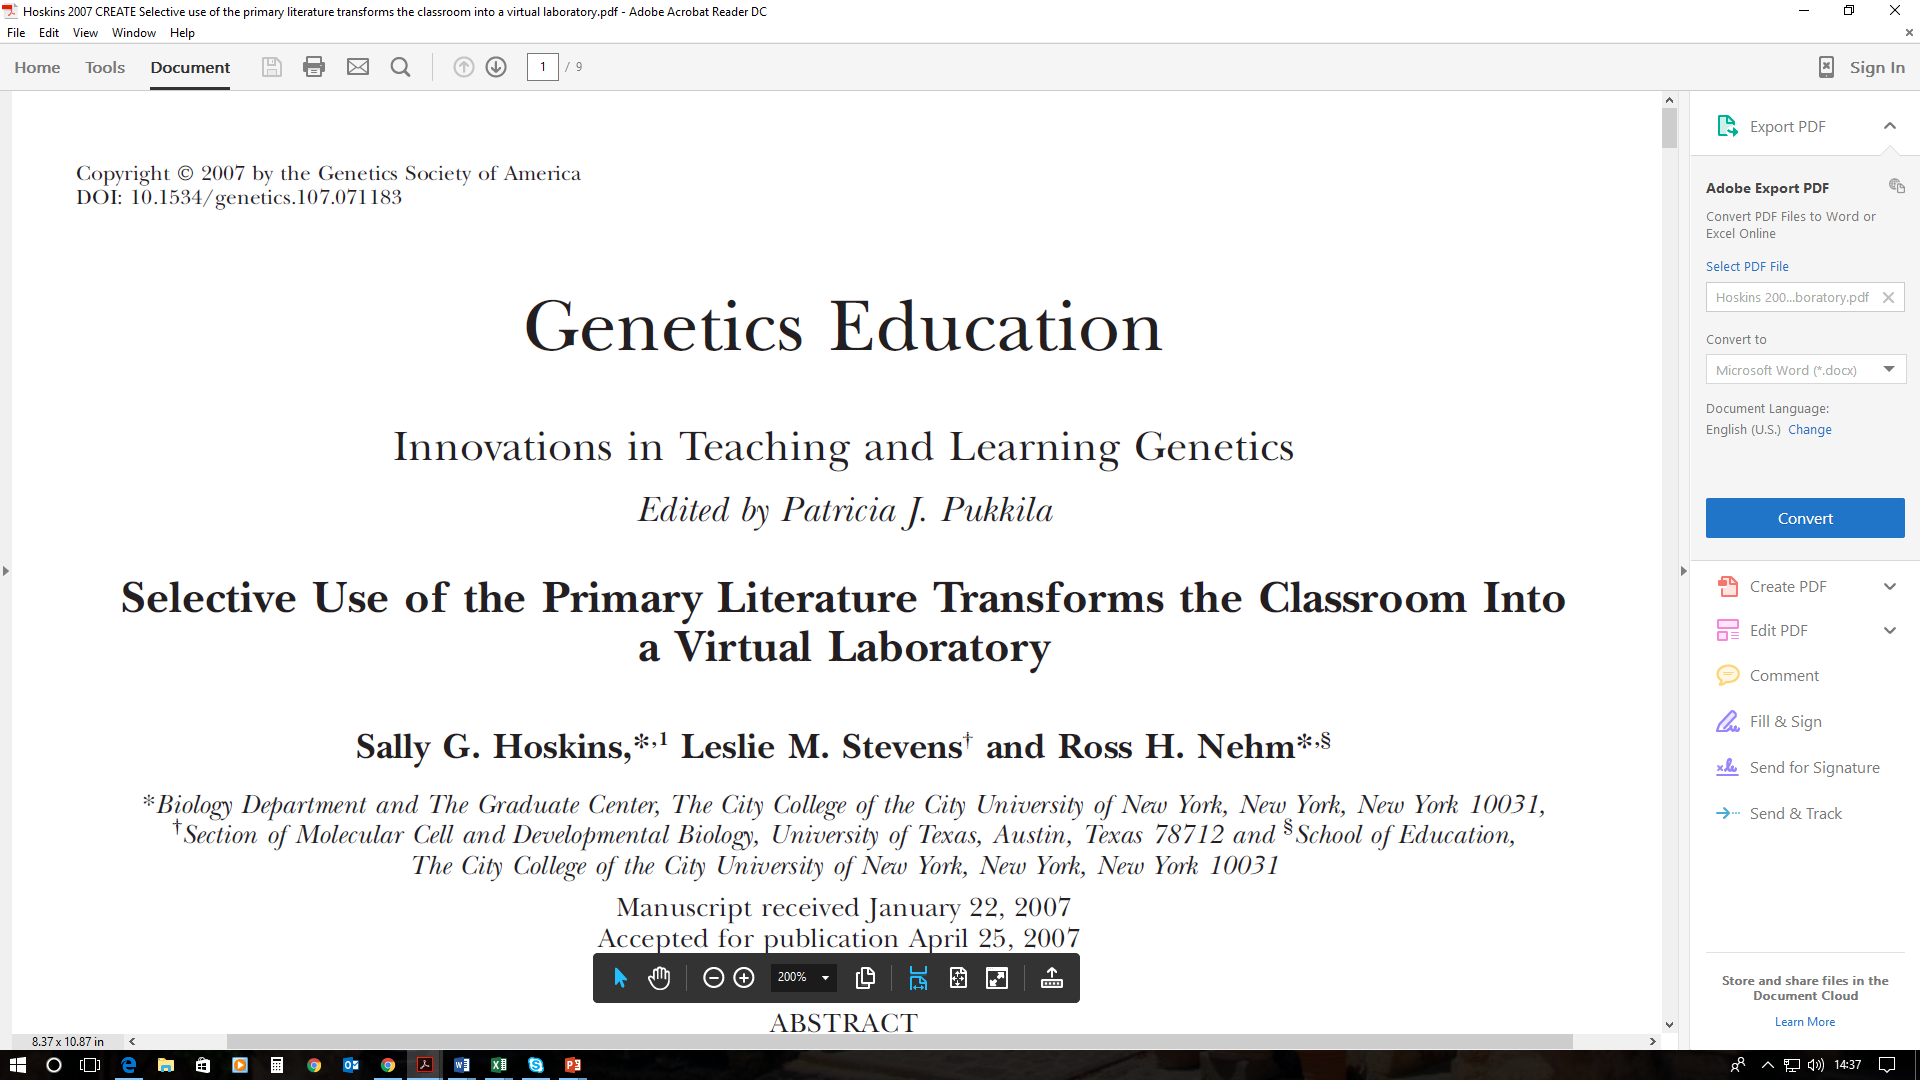 Hoskins 2007 CREATE Selective use of the primary literature transforms the classroom into a virtual laboratory.pdf - Adobe Acrobat Reader DC
File Edit View Window Help
Home Tools Document 1 / 9 Sign In
Copyright © 2007 by the Genetics Society of America
DOI: 10.1534/genetics.107.071183
Genetics Education
Innovations in Teaching and Learning Genetics
Edited by Patricia J. Pukkila
Selective Use of the Primary Literature Transforms the Classroom Into
a Virtual Laboratory
Sally G. Hoskins,*,1 Leslie M. Stevens† and Ross H. Nehm*,§
*Biology Department and The Graduate Center, The City College of the City University of New York, New York, New York 10031,
†Section of Molecular Cell and Developmental Biology, University of Texas, Austin, Texas 78712 and §School of Education,
The City College of the City University of New York, New York, New York 10031
Manuscript received January 22, 2007
Accepted for publication April 25, 2007
200%
ABSTRACT
8.37 x 10.87 in
Export PDF
Adobe Export PDF
Convert PDF Files to Word or
Excel Online
Select PDF File
Hoskins 200...boratory.pdf
Convert to
Microsoft Word (*.docx)
Document Language:
English (U.S.) Change
Convert
Create PDF
Edit PDF
Comment
Fill & Sign
Send for Signature
Send & Track
Store and share files in the
Document Cloud
Learn More
14:37